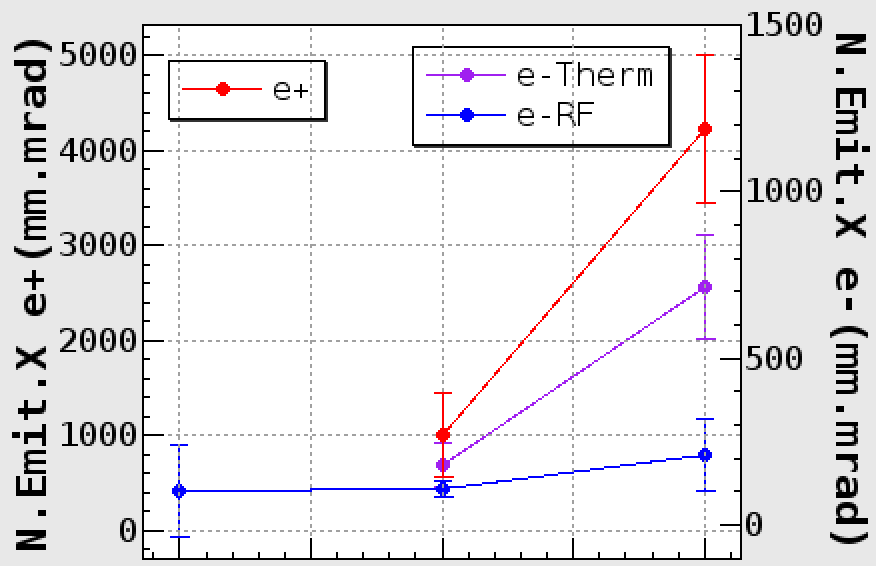 N.Emit.X e+(mm.mrad)
5000
4000
3000
2000
1000
0
e+
e-Therm
e-RF
1500
1000
500
0
N.Emit.X e-(mm.mrad)